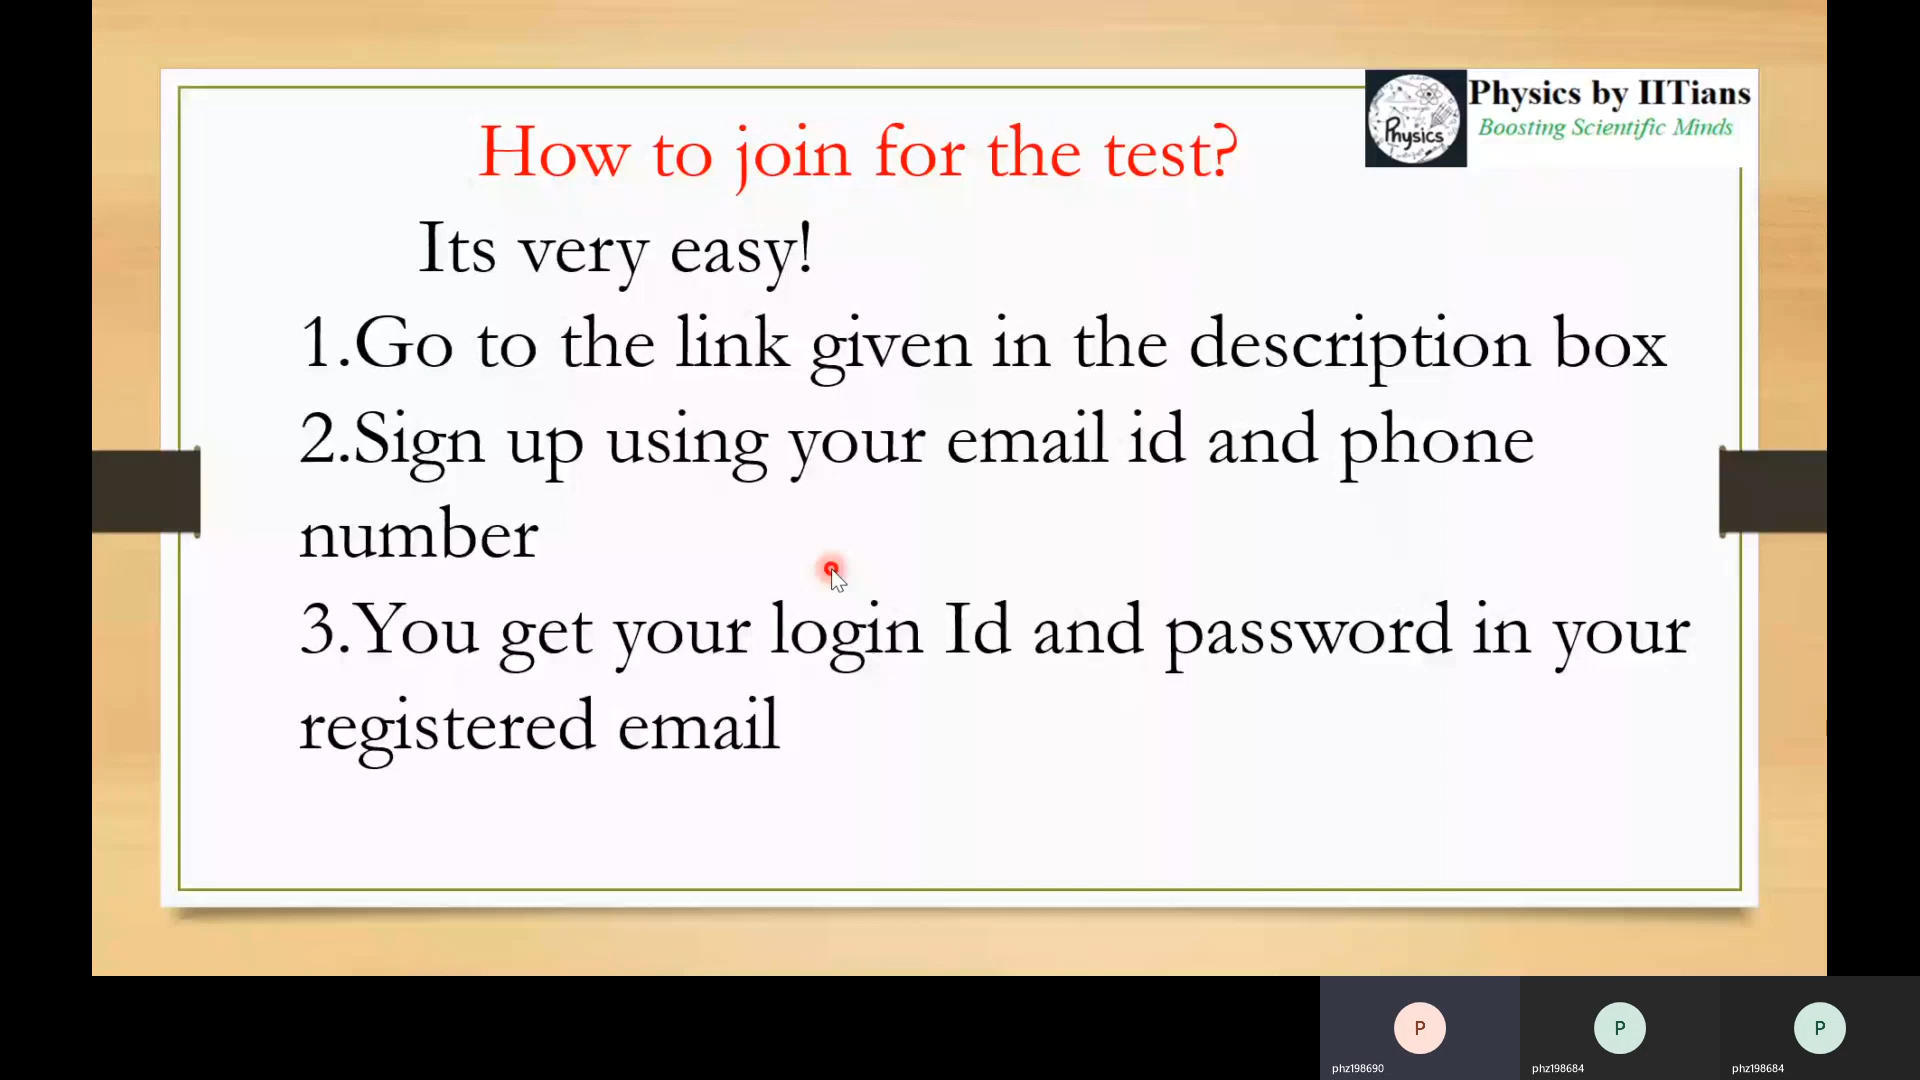 Physics by IITians
Boosting Scientific Minds
Physics
How to join for the test?
Its very easy!
1.Go to the link given in the description box
2.Sign up using your email id and phone
number
3.You get your login Id and password in your
registered email
P
P
P
phz198690
phz198684
phz198684